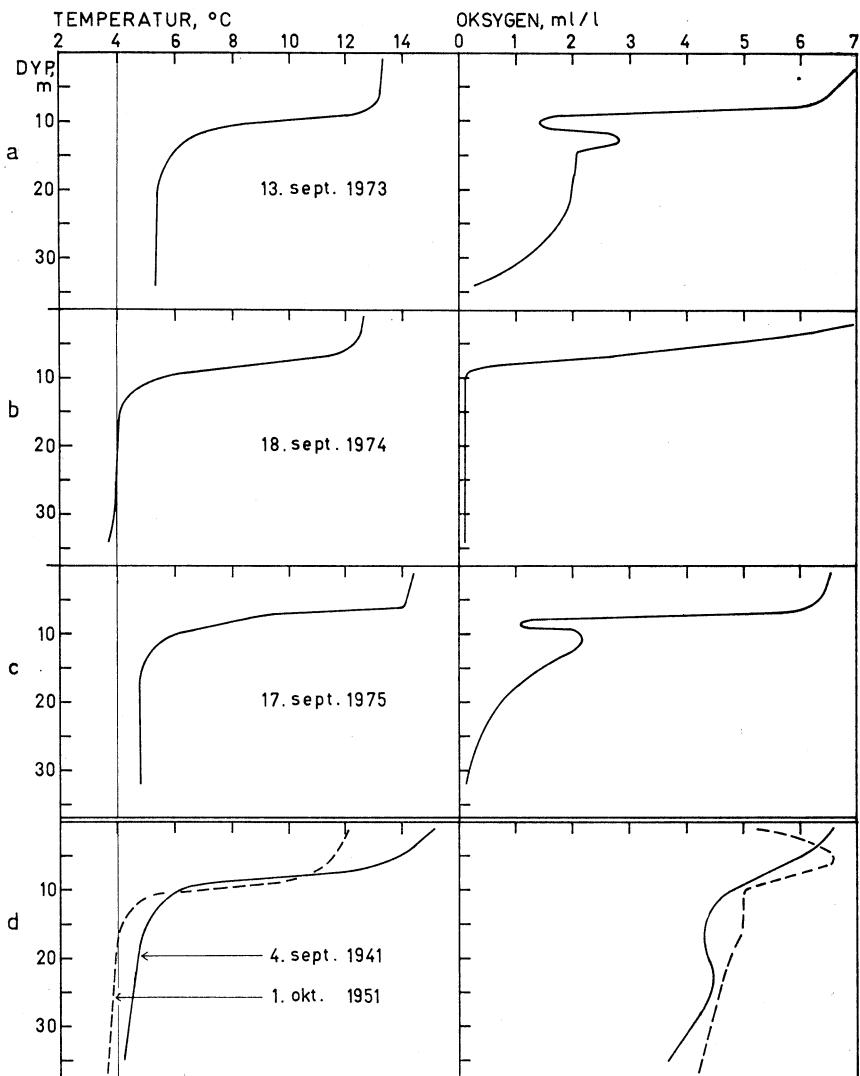 TEMPERATUR, °C OKSYGEN, ml/l
2 4 6 8 10 12 14 0 1 2 3 4 5 6 7
DYP,
m
10
a
20 13. sept. 1973
30
10
b
20 18. sept. 1974
30
10
c
20 17. sept. 1975
30
10
d
20 4. sept. 1941
1. okt. 1951
30